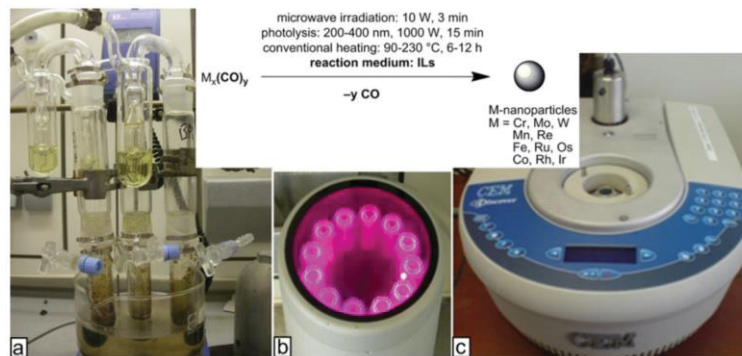 microwave irradiation: 10 W, 3 min
photolysis: 200-400 nm, 1000 W, 15 min
conventional heating: 90-230 °C, 6-12 h
reaction medium: ILs
Mₓ(CO)ᵧ
–y CO
M-nanoparticles
M = Cr, Mo, W
Mn, Re
Fe, Ru, Os
Co, Rh, Ir
a
b
c
CEM
Discover
CEM